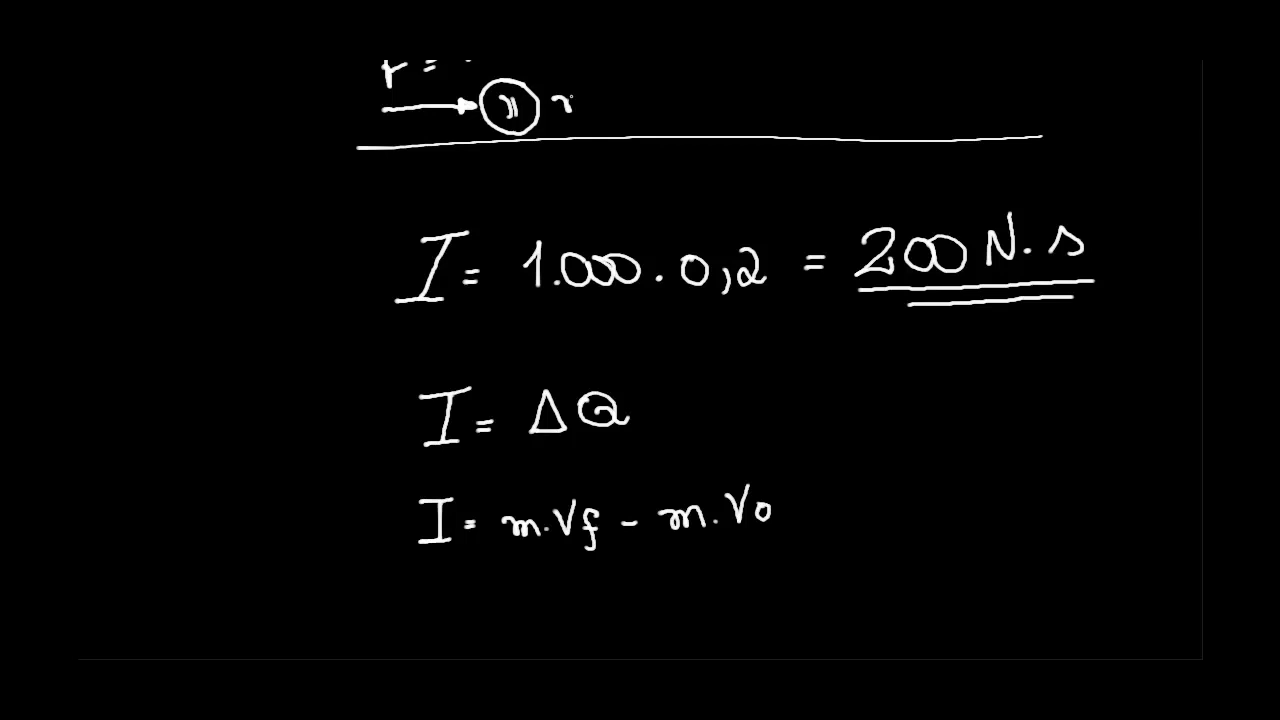 I = 1.000 . 0,2 = 200 N.s
I = ΔQ
I = m.Vf - m.Vo